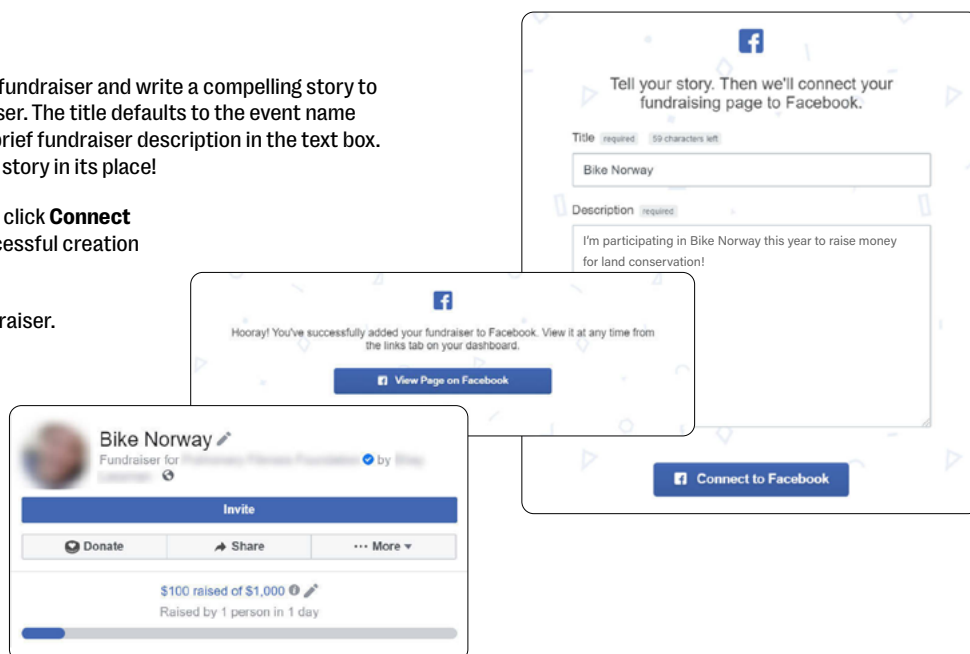 fundraiser and write a compelling story to
ser. The title defaults to the event name
brief fundraiser description in the text box.
story in its place!
click Connect
cessful creation
raiser.
Tell your story. Then we'll connect your
fundraising page to Facebook.
Title required 59 characters left
Bike Norway
Description required
I'm participating in Bike Norway this year to raise money
for land conservation!
Connect to Facebook
Hooray! You've successfully added your fundraiser to Facebook. View it at any time from
the links tab on your dashboard.
View Page on Facebook
Bike Norway
Fundraiser for by
Invite
Donate Share ··· More
$100 raised of $1,000
Raised by 1 person in 1 day